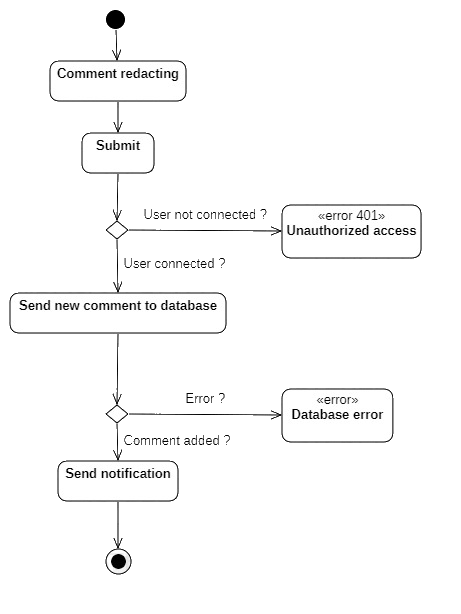 Comment redacting
Submit
User not connected ?
«error 401»
Unauthorized access
User connected ?
Send new comment to database
Error ?
«error»
Database error
Comment added ?
Send notification